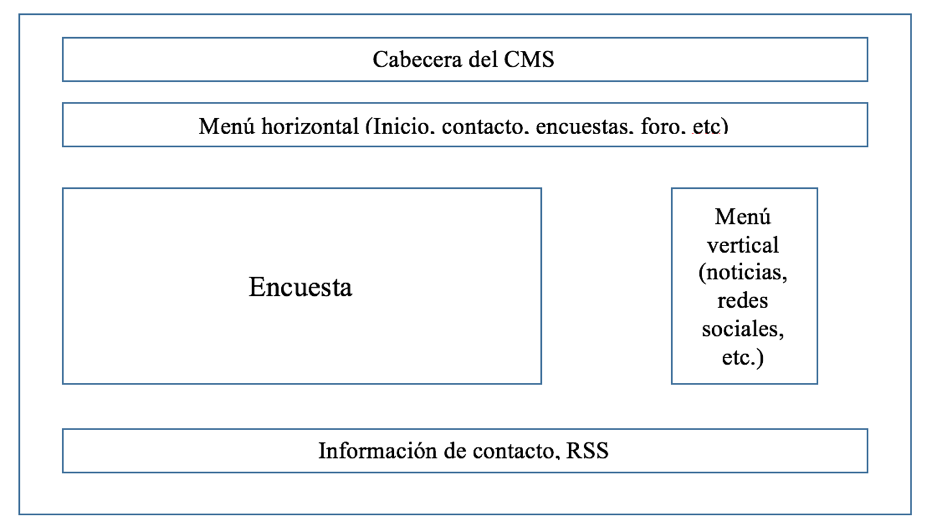 Cabecera del CMS
Menú horizontal (Inicio, contacto, encuestas, foro, etc)
Encuesta
Menú
vertical
(noticias,
redes
sociales,
etc.)
Información de contacto, RSS